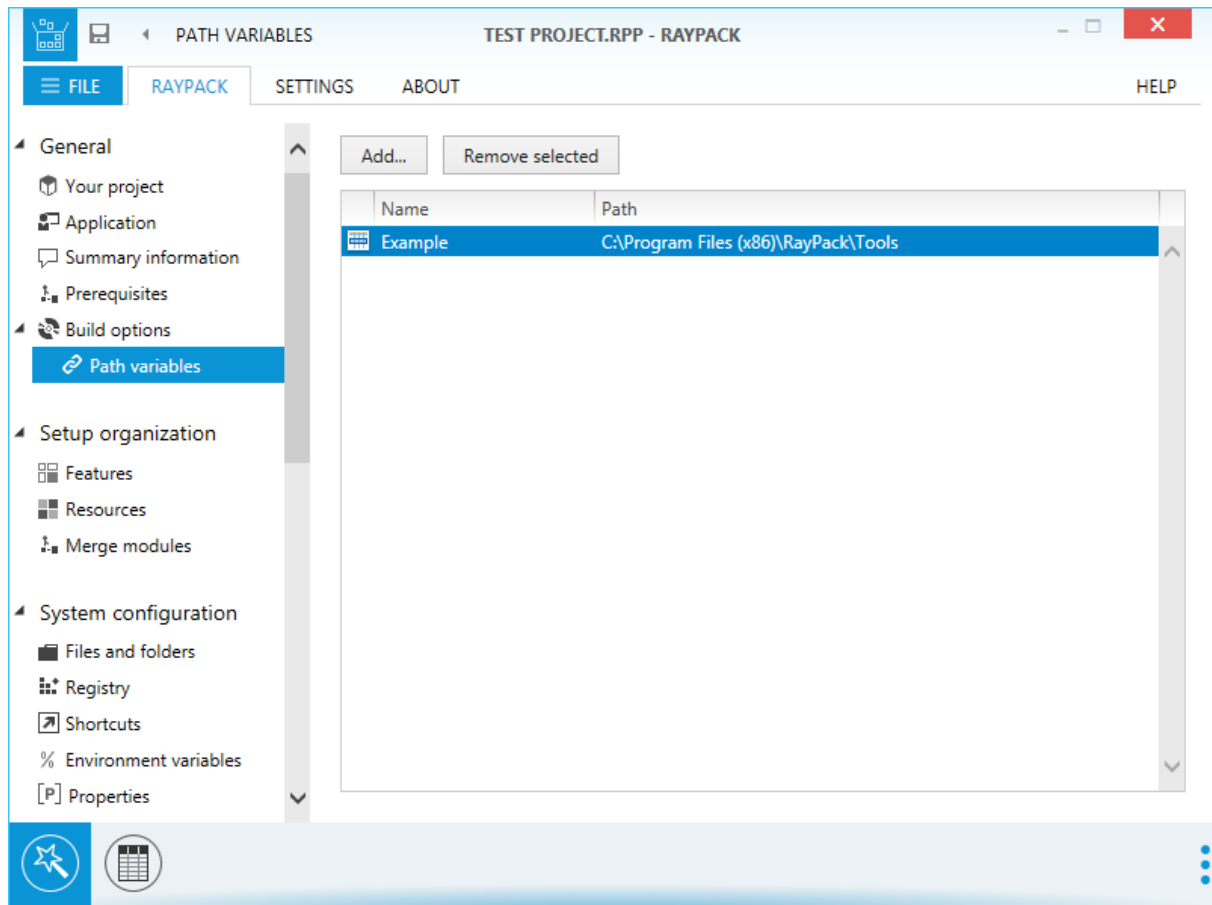 PATH VARIABLES
TEST PROJECT.RPP - RAYPACK
FILE
RAYPACK
SETTINGS
ABOUT
HELP
General
Your project
Application
Summary information
Prerequisites
Build options
Path variables
Setup organization
Features
Resources
Merge modules
System configuration
Files and folders
Registry
Shortcuts
% Environment variables
[P] Properties
Add...
Remove selected
Name Path
Example C:\Program Files (x86)\RayPack\Tools